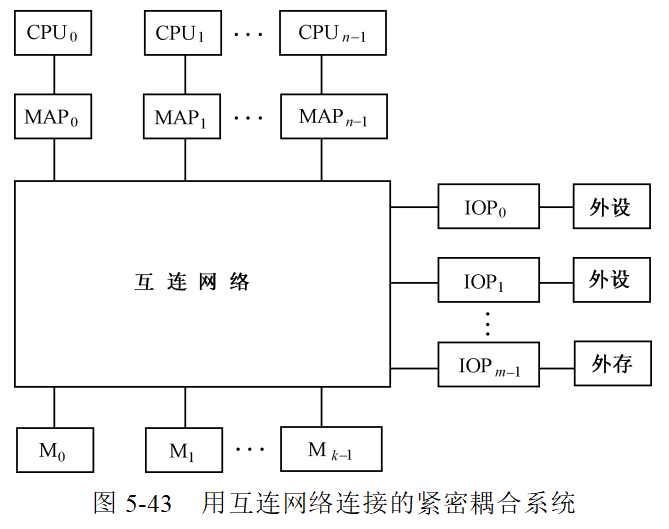 CPU₀ CPU₁ ··· CPUₙ₋₁
MAP₀ MAP₁ ··· MAPₙ₋₁
IOP₀ 外设
互连网络 IOP₁ 外设
⋮
IOPₘ₋₁ 外存
M₀ M₁ ··· Mₖ₋₁
图 5-43 用互连网络连接的紧密耦合系统